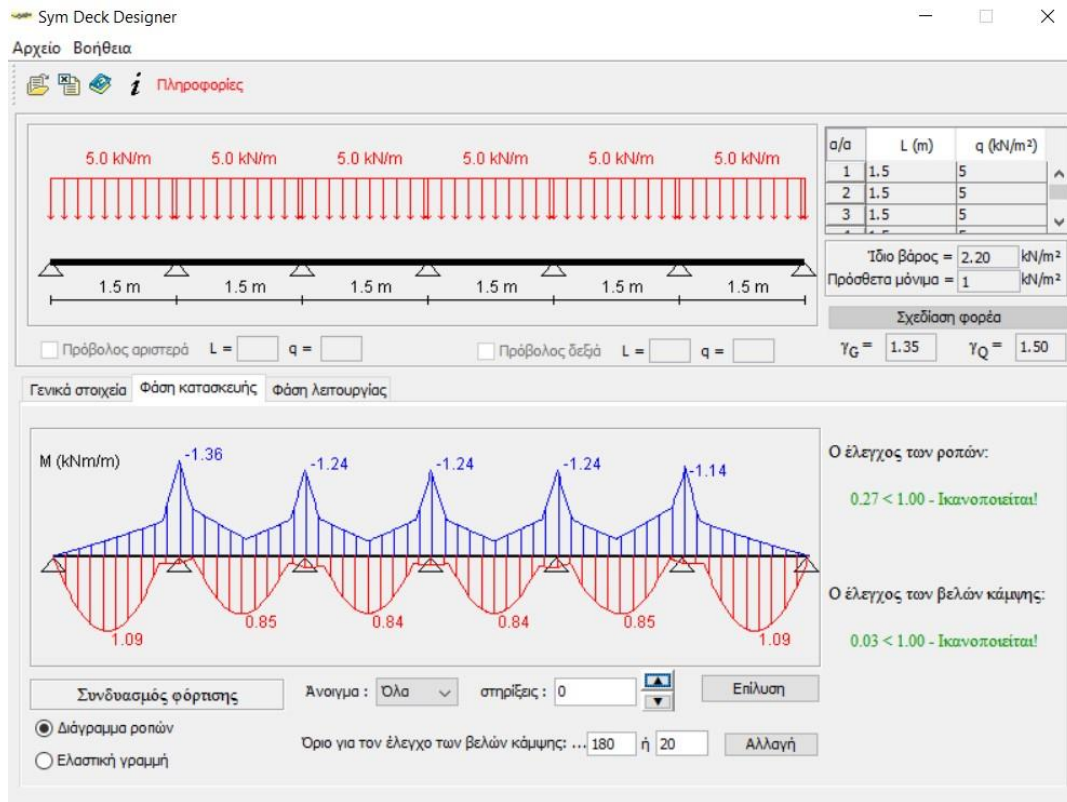 Sym Deck Designer
Αρχείο Βοήθεια
i Πληροφορίες
5.0 kN/m 5.0 kN/m 5.0 kN/m 5.0 kN/m 5.0 kN/m 5.0 kN/m
1.5 m 1.5 m 1.5 m 1.5 m 1.5 m 1.5 m
α/α L (m) q (kN/m²)
1 1.5 5
2 1.5 5
3 1.5 5
Ίδιο βάρος = 2.20 kN/m²
Πρόσθετα μόνιμα = 1 kN/m²
Σχεδίαση φορέα
Πρόβολος αριστερά L = q = Πρόβολος δεξιά L = q = γG = 1.35 γQ = 1.50
Γενικά στοιχεία Φάση κατασκευής Φάση λειτουργίας
M (kNm/m) -1.36 -1.24 -1.24 -1.24 -1.14
1.09 0.85 0.84 0.84 0.85 1.09
Ο έλεγχος των ροπών:
0.27 < 1.00 - Ικανοποιείται!
Ο έλεγχος των βελών κάμψης:
0.03 < 1.00 - Ικανοποιείται!
Συνδυασμός φόρτισης Άνοιγμα : Όλα στηρίξεις : 0 Επίλυση
Διάγραμμα ροπών
Ελαστική γραμμή
Όριο για τον έλεγχο των βελών κάμψης: ... 180 ή 20 Αλλαγή